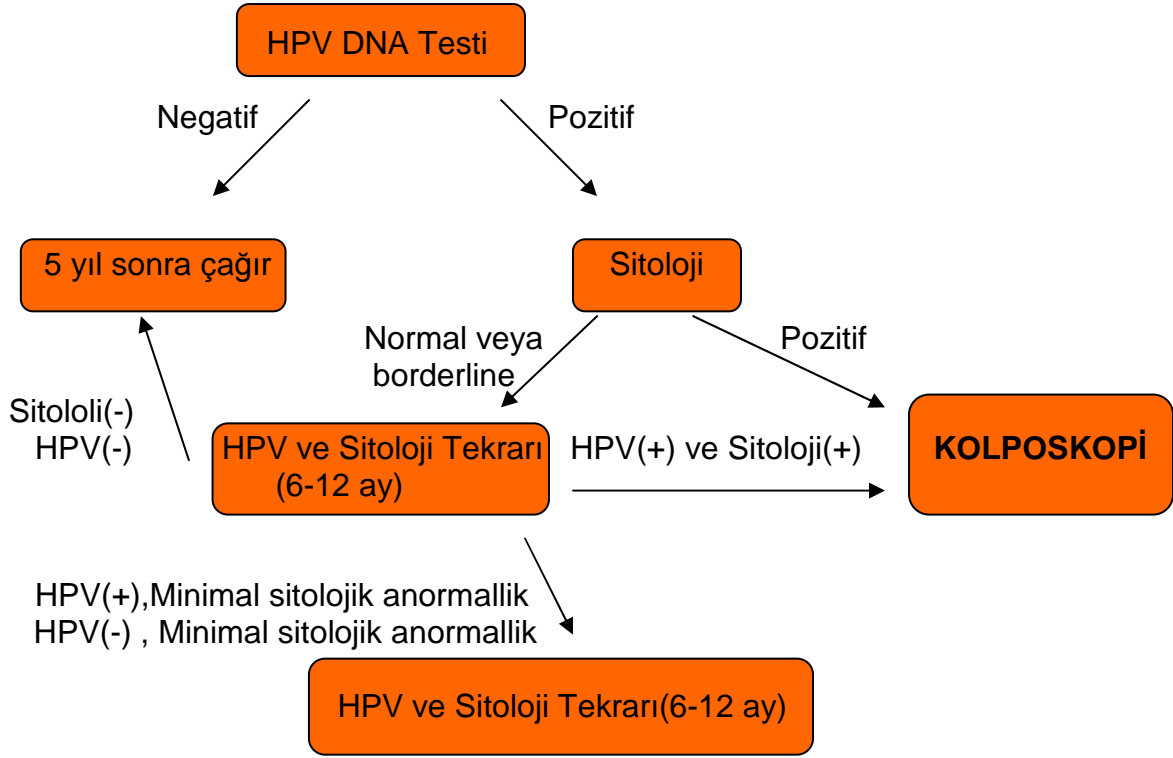 HPV DNA Testi
Negatif
Pozitif
5 yıl sonra çağır
Sitoloji
Normal veya
borderline
Pozitif
Sitololi(-)
HPV(-)
HPV ve Sitoloji Tekrarı
(6-12 ay)
HPV(+) ve Sitoloji(+)
KOLPOSKOPİ
HPV(+),Minimal sitolojik anormallik
HPV(-) , Minimal sitolojik anormallik
HPV ve Sitoloji Tekrarı(6-12 ay)